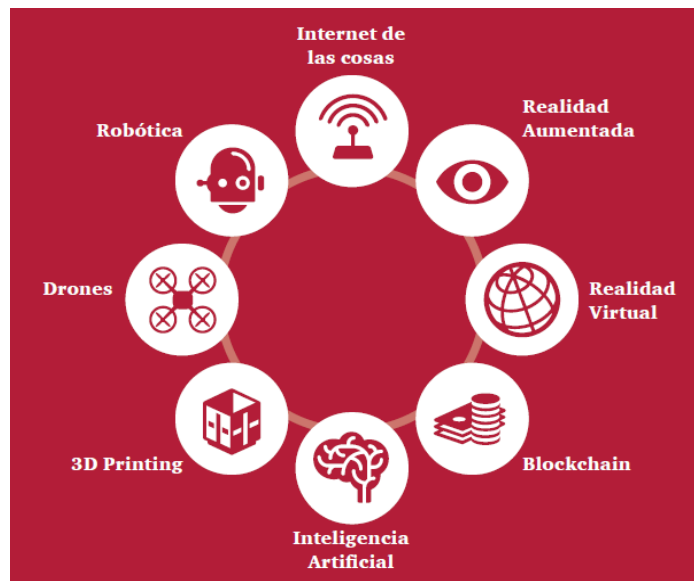 Internet de
las cosas
Realidad
Aumentada
Robótica
Drones
Realidad
Virtual
3D Printing
Blockchain
Inteligencia
Artificial